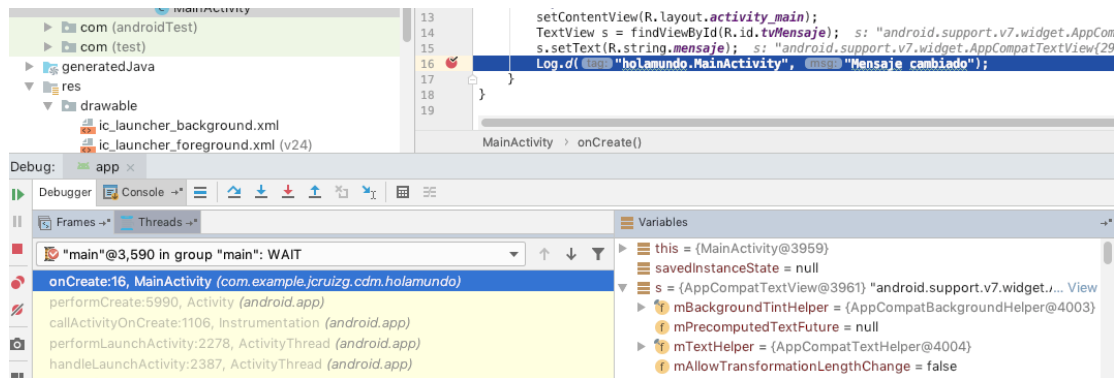 MainActivity
com (androidTest)
com (test)
generatedJava
res
drawable
ic_launcher_background.xml
ic_launcher_foreground.xml (v24)
13 setContentView(R.layout.activity_main);
14 TextView s = findViewById(R.id.tvMensaje); s: "android.support.v7.widget.AppCom
15 s.setText(R.string.mensaje); s: "android.support.v7.widget.AppCompatTextView{29
16 Log.d( tag: "holamundo.MainActivity", msg: "Mensaje cambiado");
17 }
18 }
19
MainActivity > onCreate()
Debug: app
Debugger Console
Frames Threads
"main"@3,590 in group "main": WAIT
onCreate:16, MainActivity (com.example.jcruizg.cdm.holamundo)
performCreate:5990, Activity (android.app)
callActivityOnCreate:1106, Instrumentation (android.app)
performLaunchActivity:2278, ActivityThread (android.app)
handleLaunchActivity:2387, ActivityThread (android.app)
Variables
this = {MainActivity@3959}
savedInstanceState = null
s = {AppCompatTextView@3961} "android.support.v7.widget./... View
f mBackgroundTintHelper = {AppCompatBackgroundHelper@4003}
f mPrecomputedTextFuture = null
f mTextHelper = {AppCompatTextHelper@4004}
f mAllowTransformationLengthChange = false